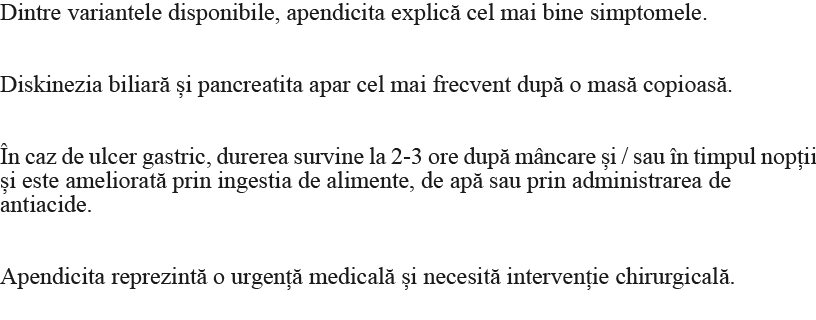 Dintre variantele disponibile, apendicita explică cel mai bine simptomele.
Diskinezia biliară și pancreatita apar cel mai frecvent după o masă copioasă.
În caz de ulcer gastric, durerea survine la 2-3 ore după mâncare și / sau în timpul nopții
și este ameliorată prin ingestia de alimente, de apă sau prin administrarea de
antiacide.
Apendicita reprezintă o urgență medicală și necesită intervenție chirurgicală.